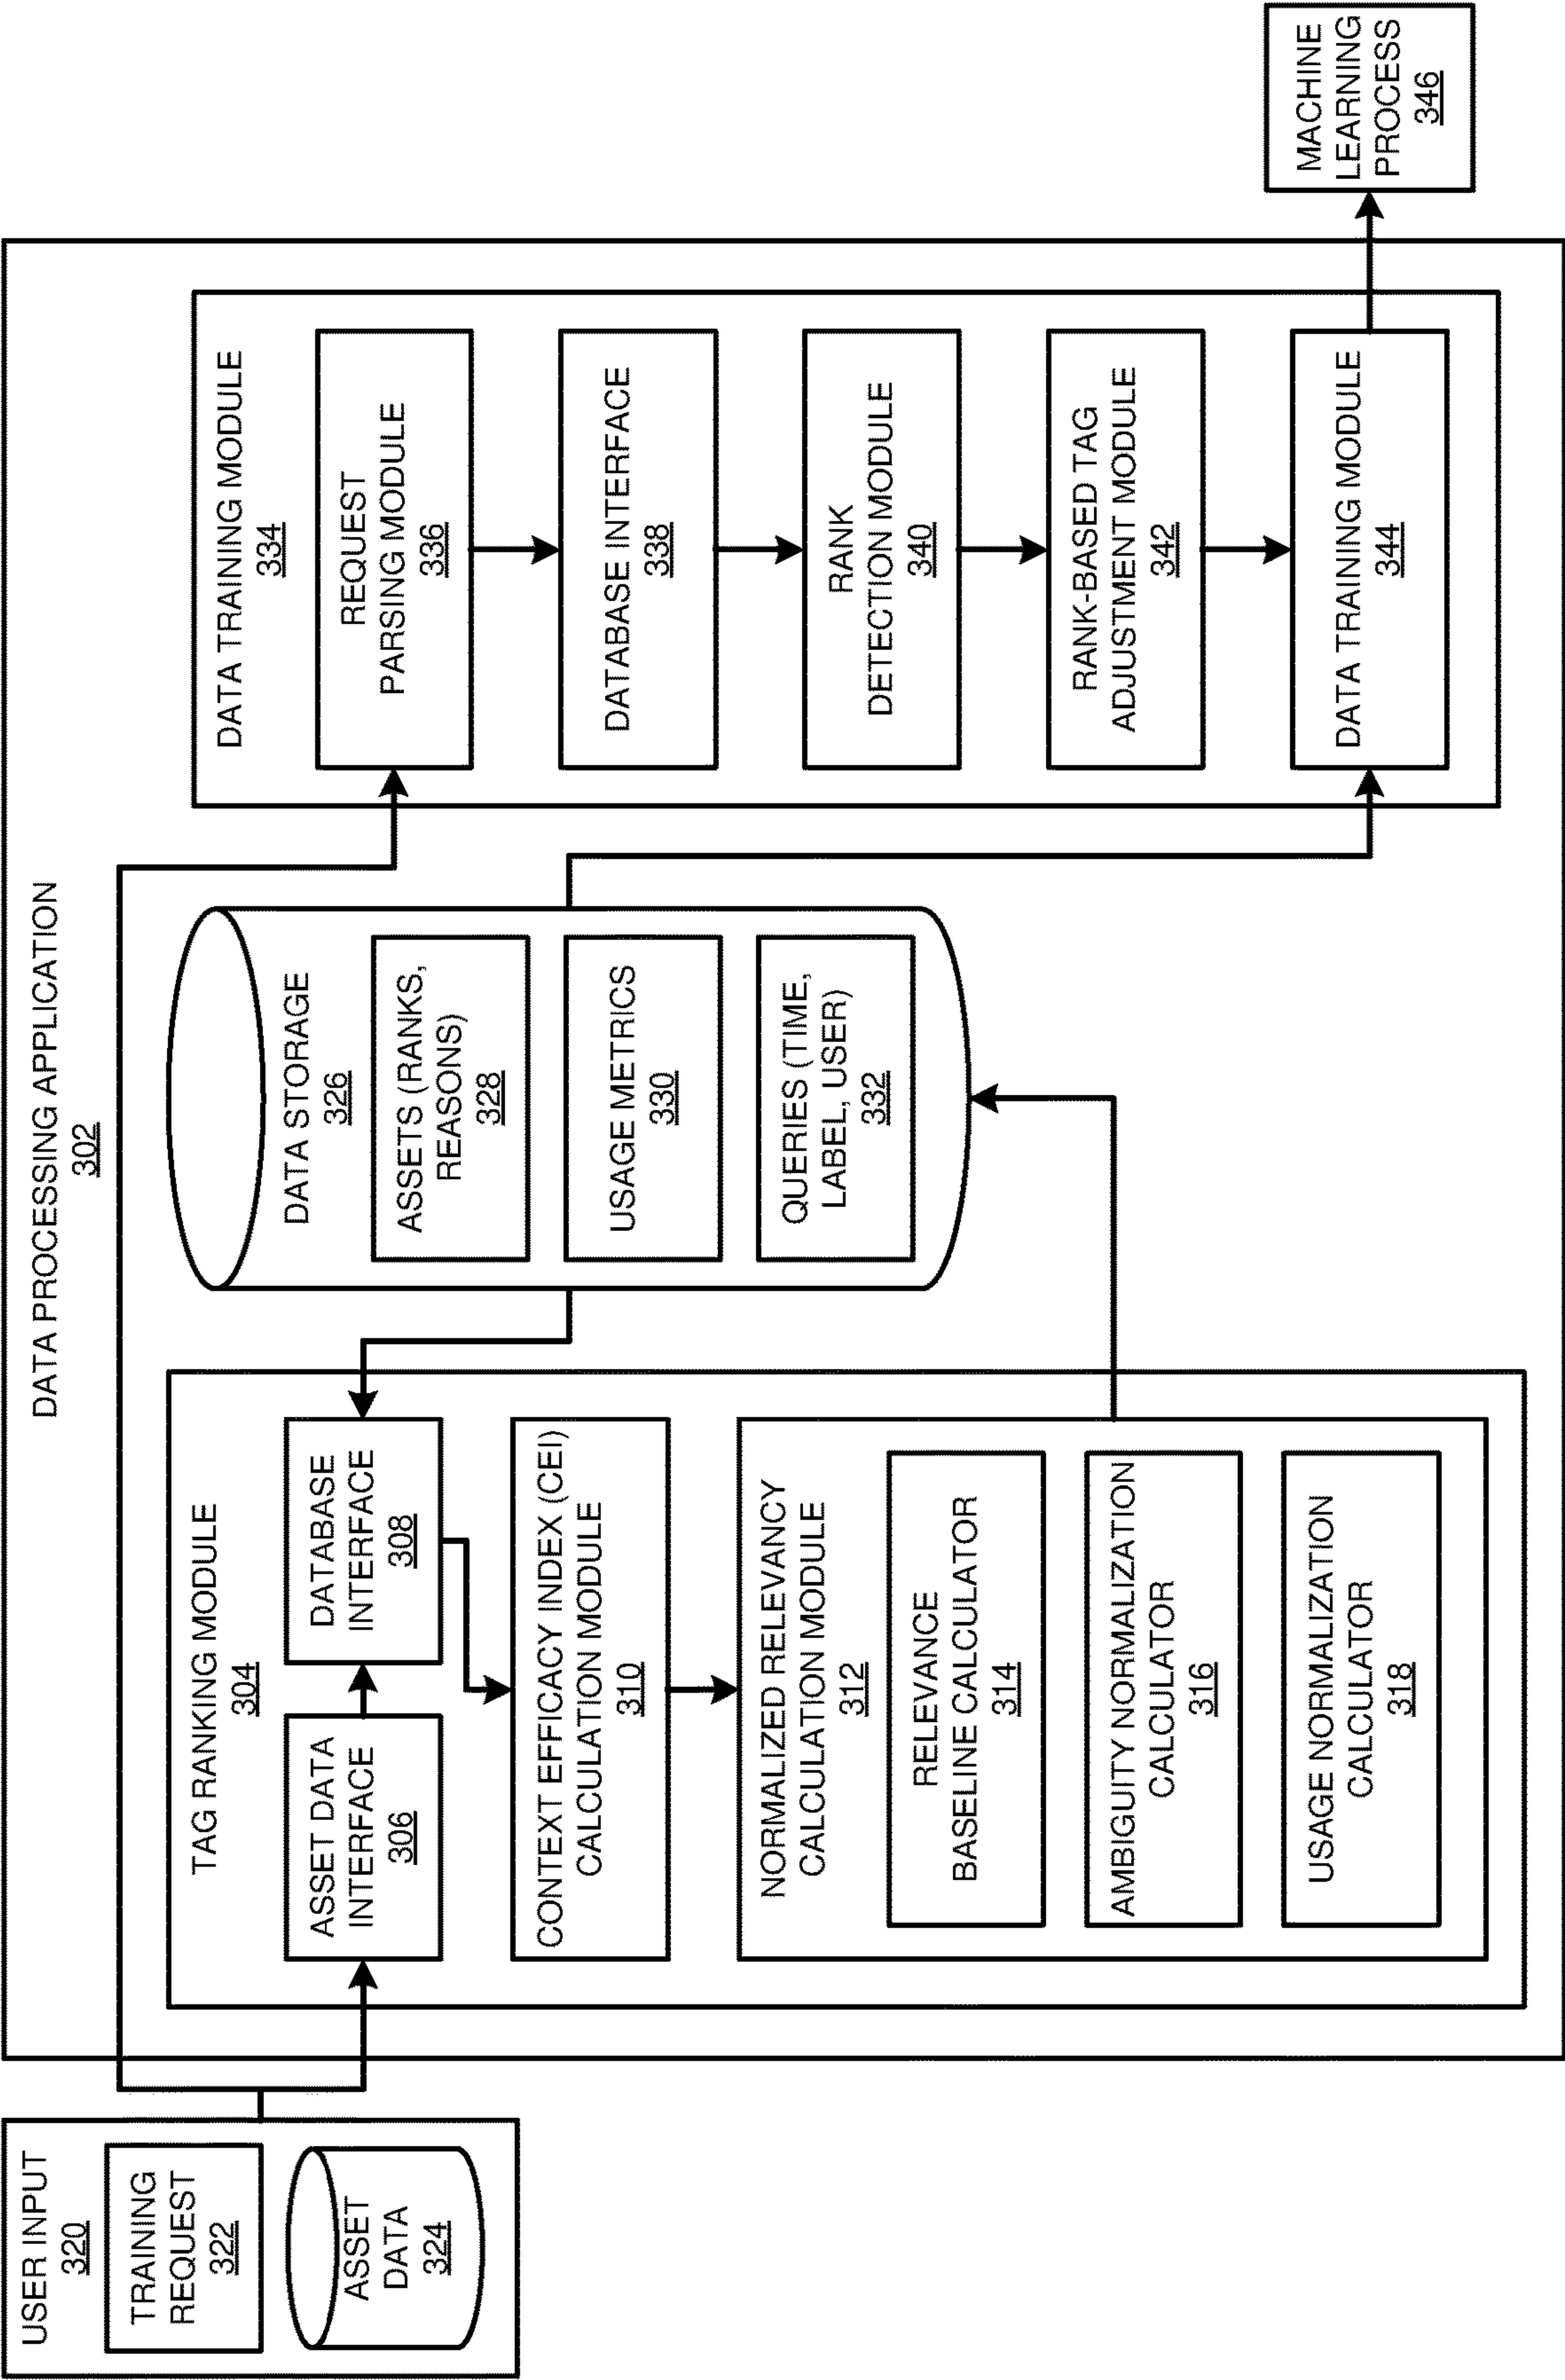 USER INPUT
320
TRAINING
REQUEST
322
ASSET
DATA
324
DATA PROCESSING APPLICATION
302
TAG RANKING MODULE
304
ASSET DATA
INTERFACE
306
DATABASE
INTERFACE
308
CONTEXT EFFICACY INDEX (CEI)
CALCULATION MODULE
310
NORMALIZED RELEVANCY
CALCULATION MODULE
312
RELEVANCE
BASELINE CALCULATOR
314
AMBIGUITY NORMALIZATION
CALCULATOR
316
USAGE NORMALIZATION
CALCULATOR
318
DATA STORAGE
326
ASSETS (RANKS,
REASONS)
328
USAGE METRICS
330
QUERIES (TIME,
LABEL, USER)
332
DATA TRAINING MODULE
334
REQUEST
PARSING MODULE
336
DATABASE INTERFACE
338
RANK
DETECTION MODULE
340
RANK-BASED TAG
ADJUSTMENT MODULE
342
DATA TRAINING MODULE
344
MACHINE
LEARNING
PROCESS
346